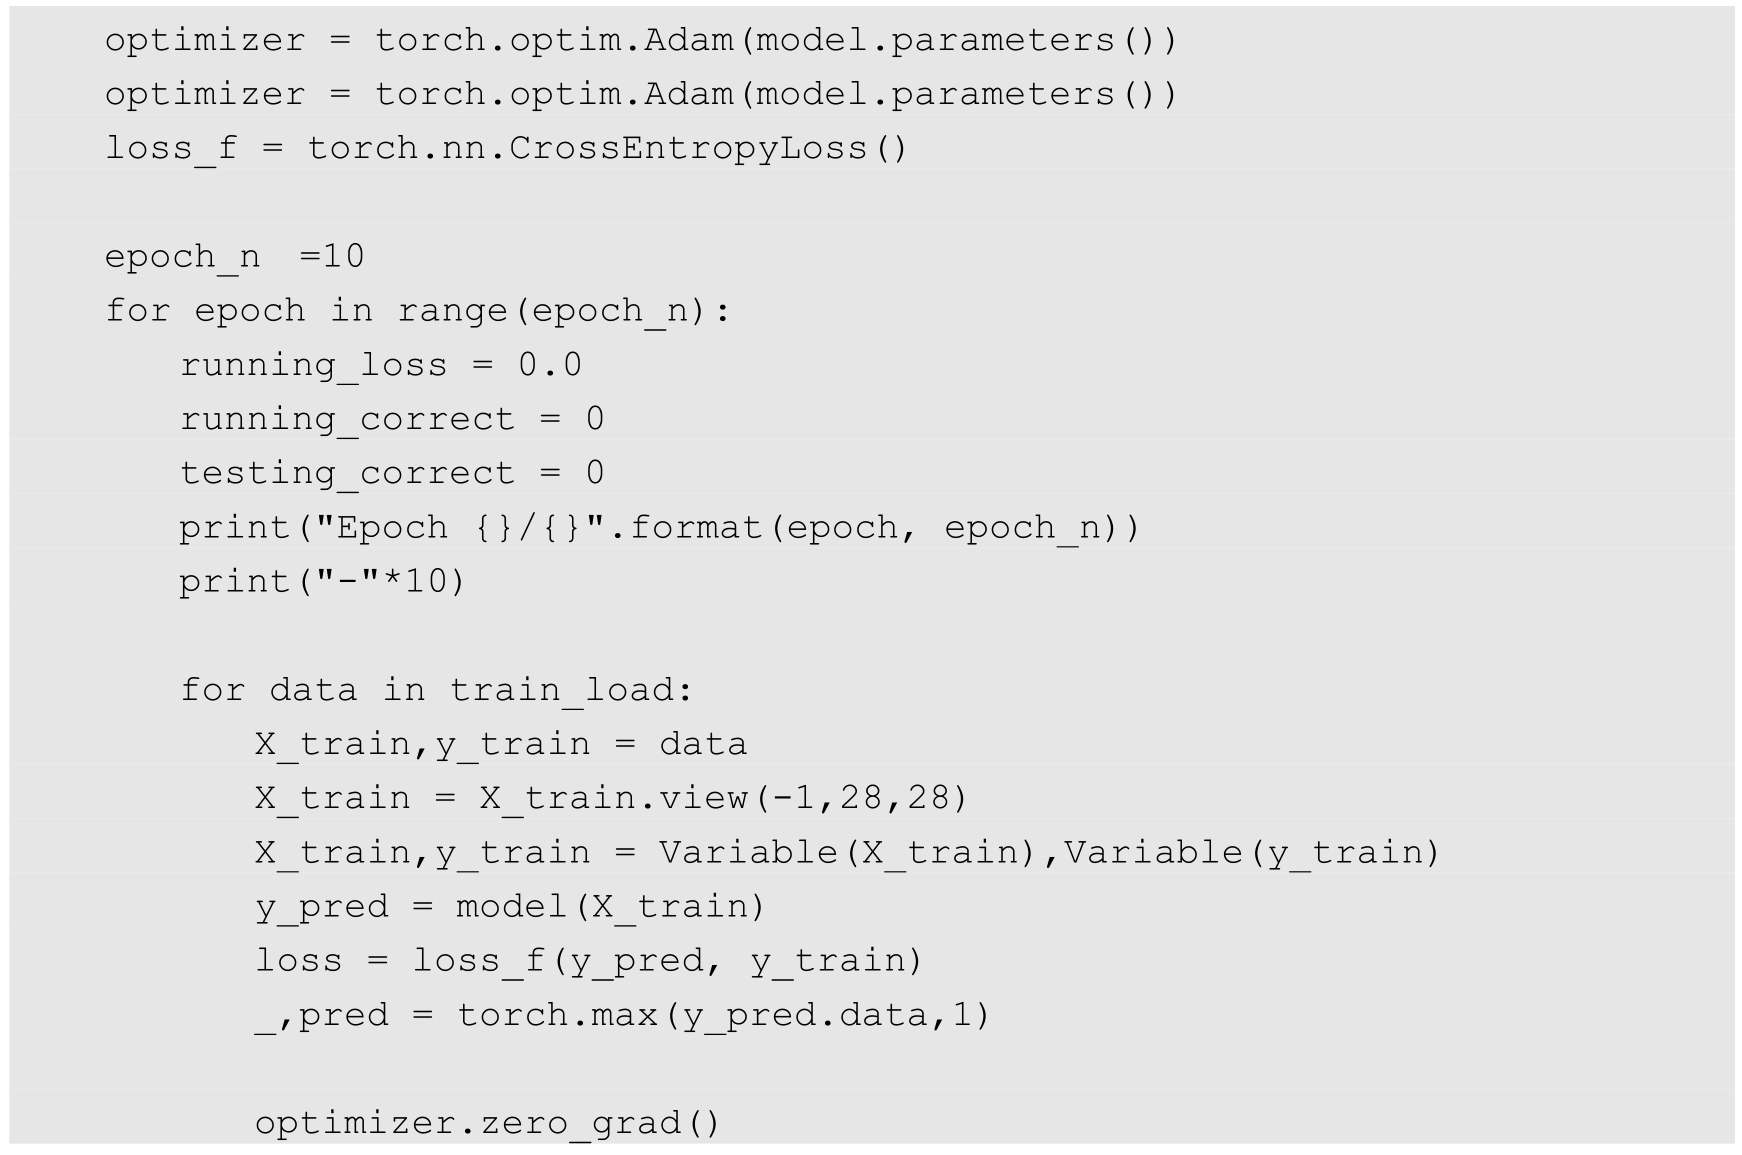 optimizer = torch.optim.Adam(model.parameters())
optimizer = torch.optim.Adam(model.parameters())
loss_f = torch.nn.CrossEntropyLoss()
epoch_n  =10
for epoch in range(epoch_n):
running_loss = 0.0
running_correct = 0
testing_correct = 0
print("Epoch {}/{}".format(epoch, epoch_n))
print("-"*10)
for data in train_load:
X_train,y_train = data
X_train = X_train.view(-1,28,28)
X_train,y_train = Variable(X_train),Variable(y_train)
y_pred = model(X_train)
loss = loss_f(y_pred, y_train)
_,pred = torch.max(y_pred.data,1)
optimizer.zero_grad()